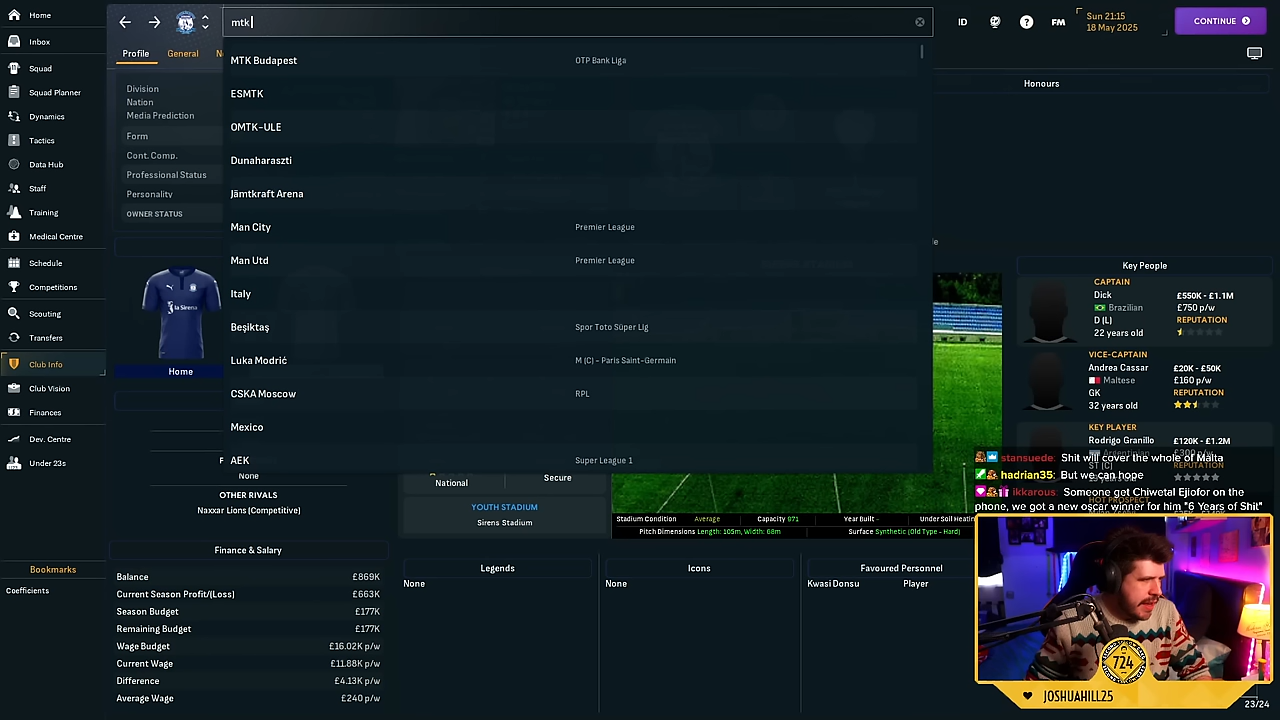 Home
Inbox
Squad
Squad Planner
Dynamics
Tactics
Data Hub
Staff
Training
Medical Centre
Schedule
Competitions
Scouting
Transfers
Club Info
Club Vision
Finances
Dev. Centre
Under 23s
Bookmarks
Coefficients
mtk
ID
FM
Sun 21:15
18 May 2025
CONTINUE
Profile
General
Division
Nation
Media Prediction
Form
Cont. Comp.
Professional Status
Personality
OWNER STATUS
MTK Budapest OTP Bank Liga
ESMTK
OMTK-ULE
Dunaharaszti
Jämtkraft Arena
Man City Premier League
Man Utd Premier League
Italy
Beşiktaş Spor Toto Süper Lig
Luka Modrić M (C) - Paris Saint-Germain
CSKA Moscow RPL
Mexico
AEK Super League 1
la Sirena
Home
None
OTHER RIVALS
Naxxar Lions (Competitive)
National
Secure
YOUTH STADIUM
Sirens Stadium
Stadium Condition Average Capacity 871 Year Built - Under Soil Heating
Pitch Dimensions Length: 105m, Width: 68m Surface Synthetic (Old Type - Hard)
Finance & Salary
Balance £869K
Current Season Profit/(Loss) £663K
Season Budget £177K
Remaining Budget £177K
Wage Budget £16.02K p/w
Current Wage £11.88K p/w
Difference £4.13K p/w
Average Wage £240 p/w
Legends
None
Icons
None
Favoured Personnel
Kwasi Donsu Player
Honours
Key People
CAPTAIN
Dick £550K - £1.1M
Brazilian £750 p/w
D (L) REPUTATION
22 years old
VICE-CAPTAIN
Andrea Cassar £20K - £50K
Maltese £160 p/w
GK REPUTATION
32 years old
KEY PLAYER
Rodrigo Granillo £120K - £1.2M
ST (C) REPUTATION
stansuede: Shit will cover the whole of Malta
hadrian35: But we can hope
ikkarous: Someone get Chiwetal Ejiofor on the
phone, we got a new oscar winner for him "6 Years of Shit"
724
JOSHUAHILL25
23/24